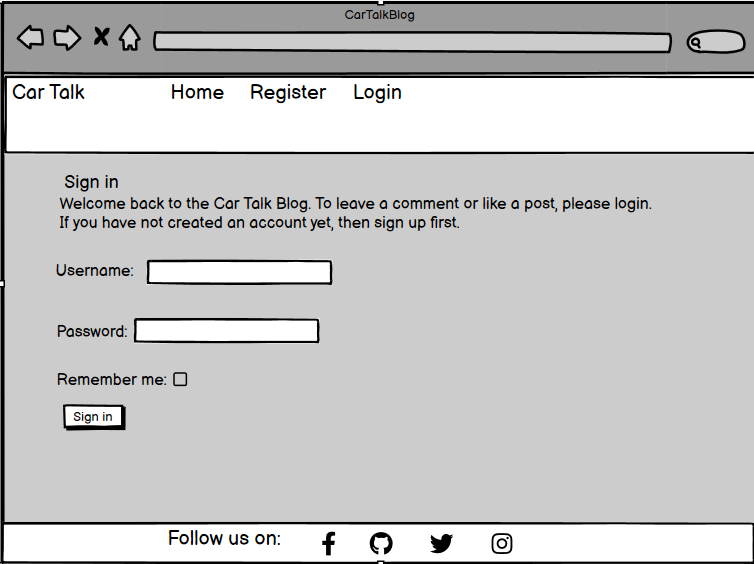 CarTalkBlog
Car Talk Home Register Login
Sign in
Welcome back to the Car Talk Blog. To leave a comment or like a post, please login.
If you have not created an account yet, then sign up first.
Username:
Password:
Remember me:
Sign in
Follow us on: